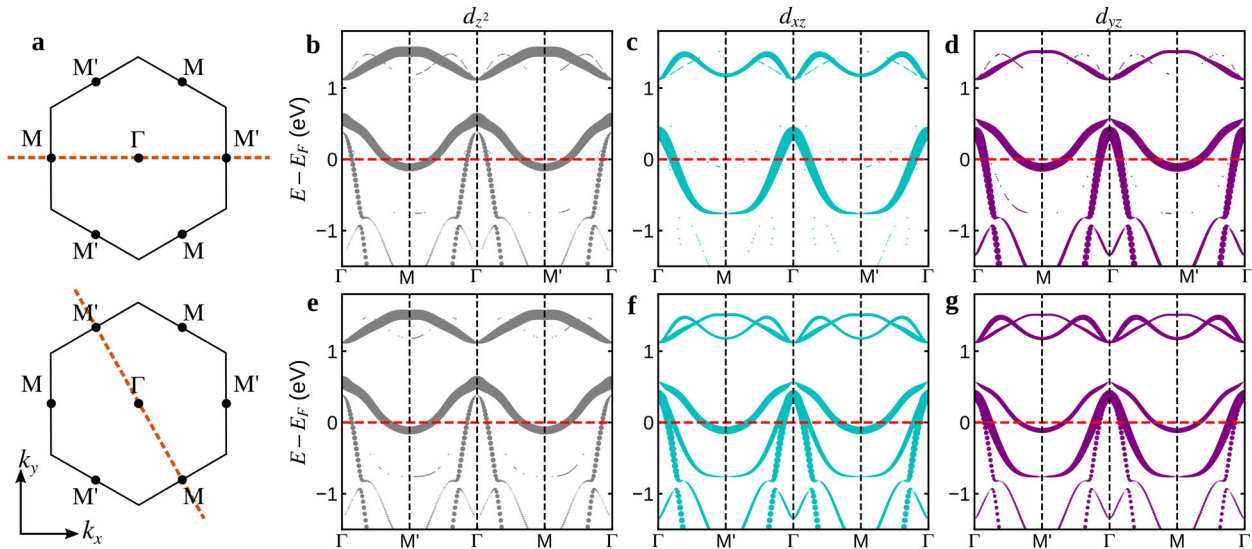 a
M' M
M Γ M'
M' M
M' M
M Γ M'
M' M
k_y
k_x
d_{z^2} d_{xz} d_{yz}
b c d
E − E_F (eV)
1
0
−1
Γ M Γ M' Γ Γ M Γ M' Γ Γ M Γ M' Γ
e f g
E − E_F (eV)
1
0
−1
Γ M' Γ M Γ Γ M' Γ M Γ Γ M' Γ M Γ